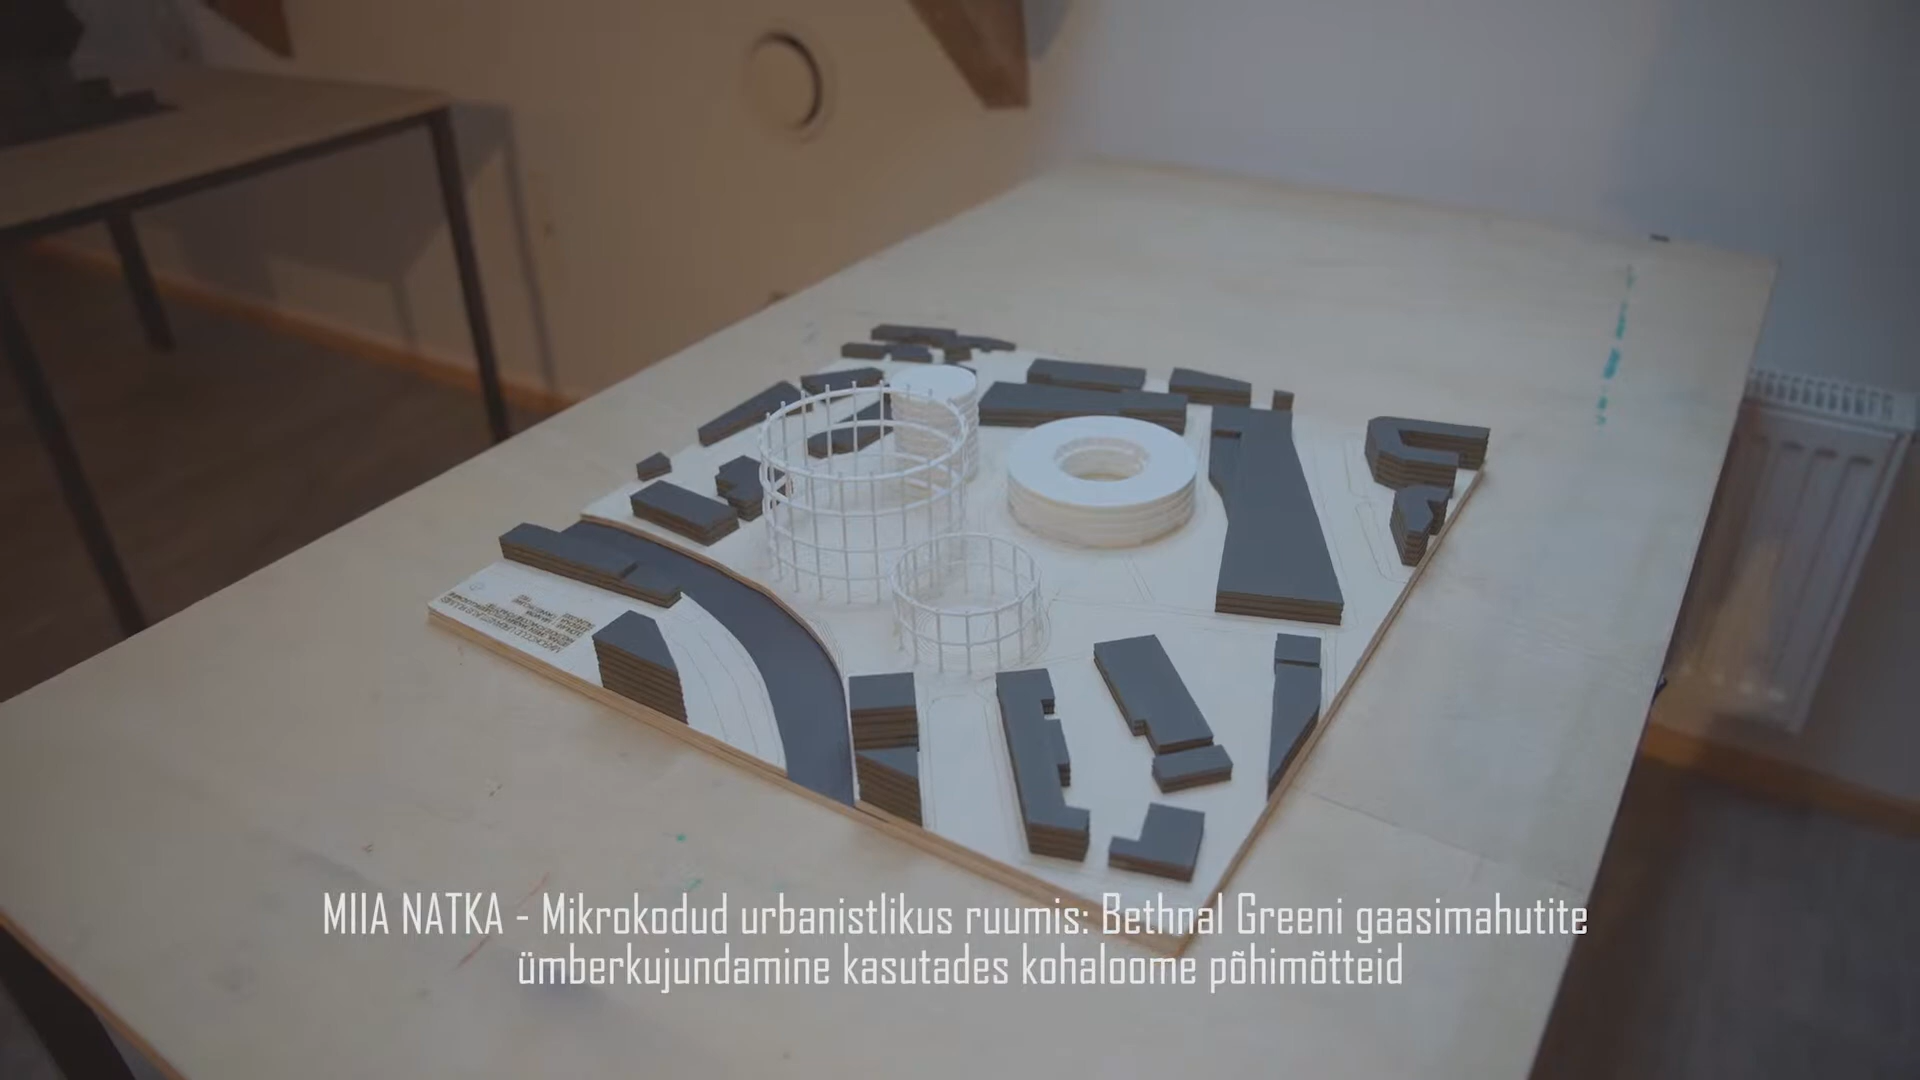 MIIA NATKA - Mikrokodud urbanistlikus ruumis: Bethnal Greeni gaasimahutite
ümberkujundamine kasutades kohaloome põhimõtteid